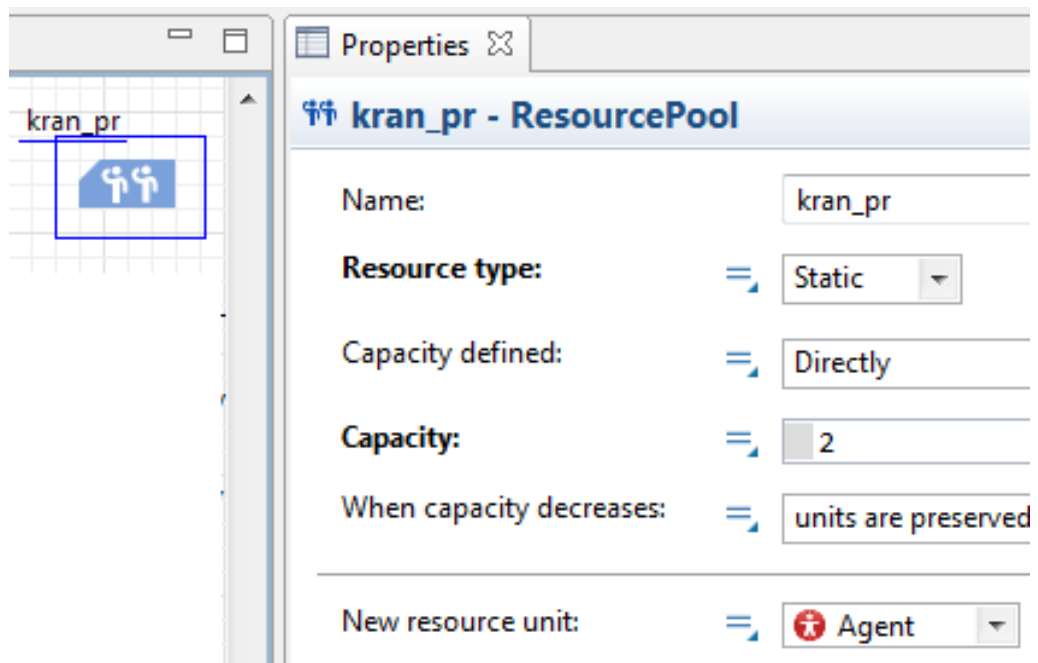 Properties
kran_pr
kran_pr - ResourcePool
Name:
kran_pr
Resource type:
Static
Capacity defined:
Directly
Capacity:
2
When capacity decreases:
units are preserved
New resource unit:
Agent